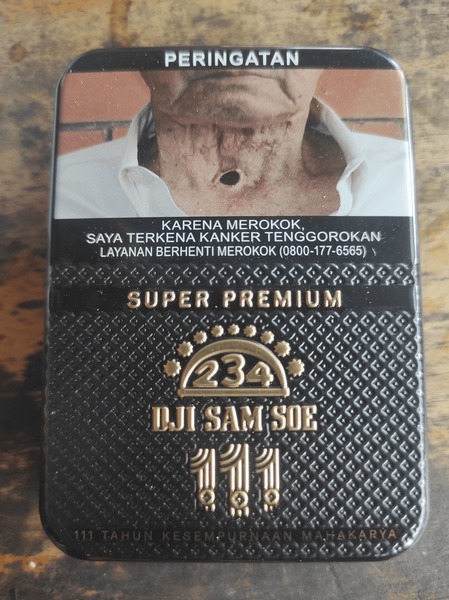 PERINGATAN
KARENA MEROKOK,
SAYA TERKENA KANKER TENGGOROKAN
LAYANAN BERHENTI MEROKOK (0800-177-6565)
SUPER PREMIUM
234
DJI SAM SOE
111
111 TAHUN KESEMPURNAAN MAHAKARYA